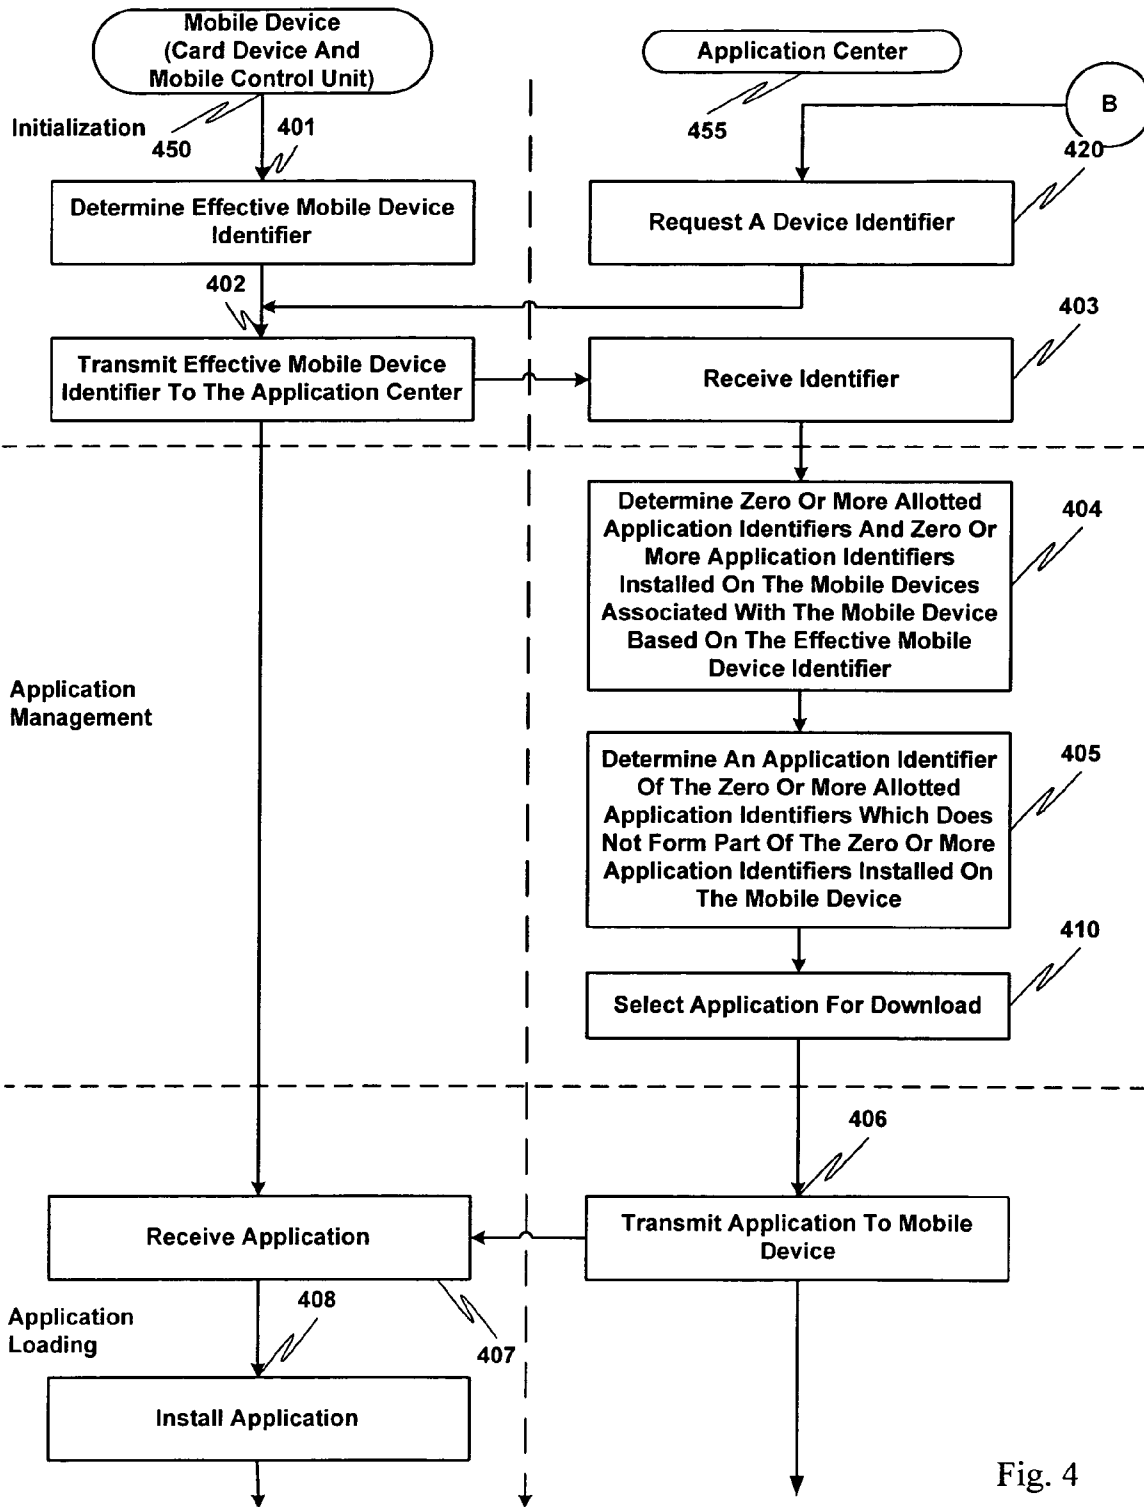 Mobile Device
(Card Device And
Mobile Control Unit)
Application Center
B
Initialization
450
401
455
420
Determine Effective Mobile Device
Identifier
Request A Device Identifier
402
403
Transmit Effective Mobile Device
Identifier To The Application Center
Receive Identifier
Determine Zero Or More Allotted
Application Identifiers And Zero Or
More Application Identifiers
Installed On The Mobile Devices
Associated With The Mobile Device
Based On The Effective Mobile
Device Identifier
404
Application
Management
Determine An Application Identifier
Of The Zero Or More Allotted
Application Identifiers Which Does
Not Form Part Of The Zero Or More
Application Identifiers Installed On
The Mobile Device
405
410
Select Application For Download
406
Receive Application
Transmit Application To Mobile
Device
408
Application
Loading
407
Install Application
Fig. 4